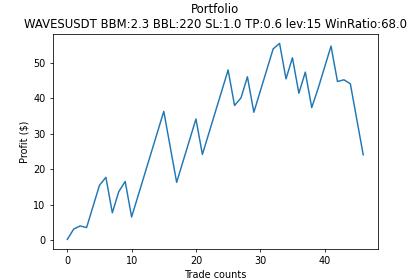 Portfolio
WAVESUSDT BBM:2.3 BBL:220 SL:1.0 TP:0.6 lev:15 WinRatio:68.0
Profit ($)
50
40
30
20
10
0
0 10 20 30 40
Trade counts